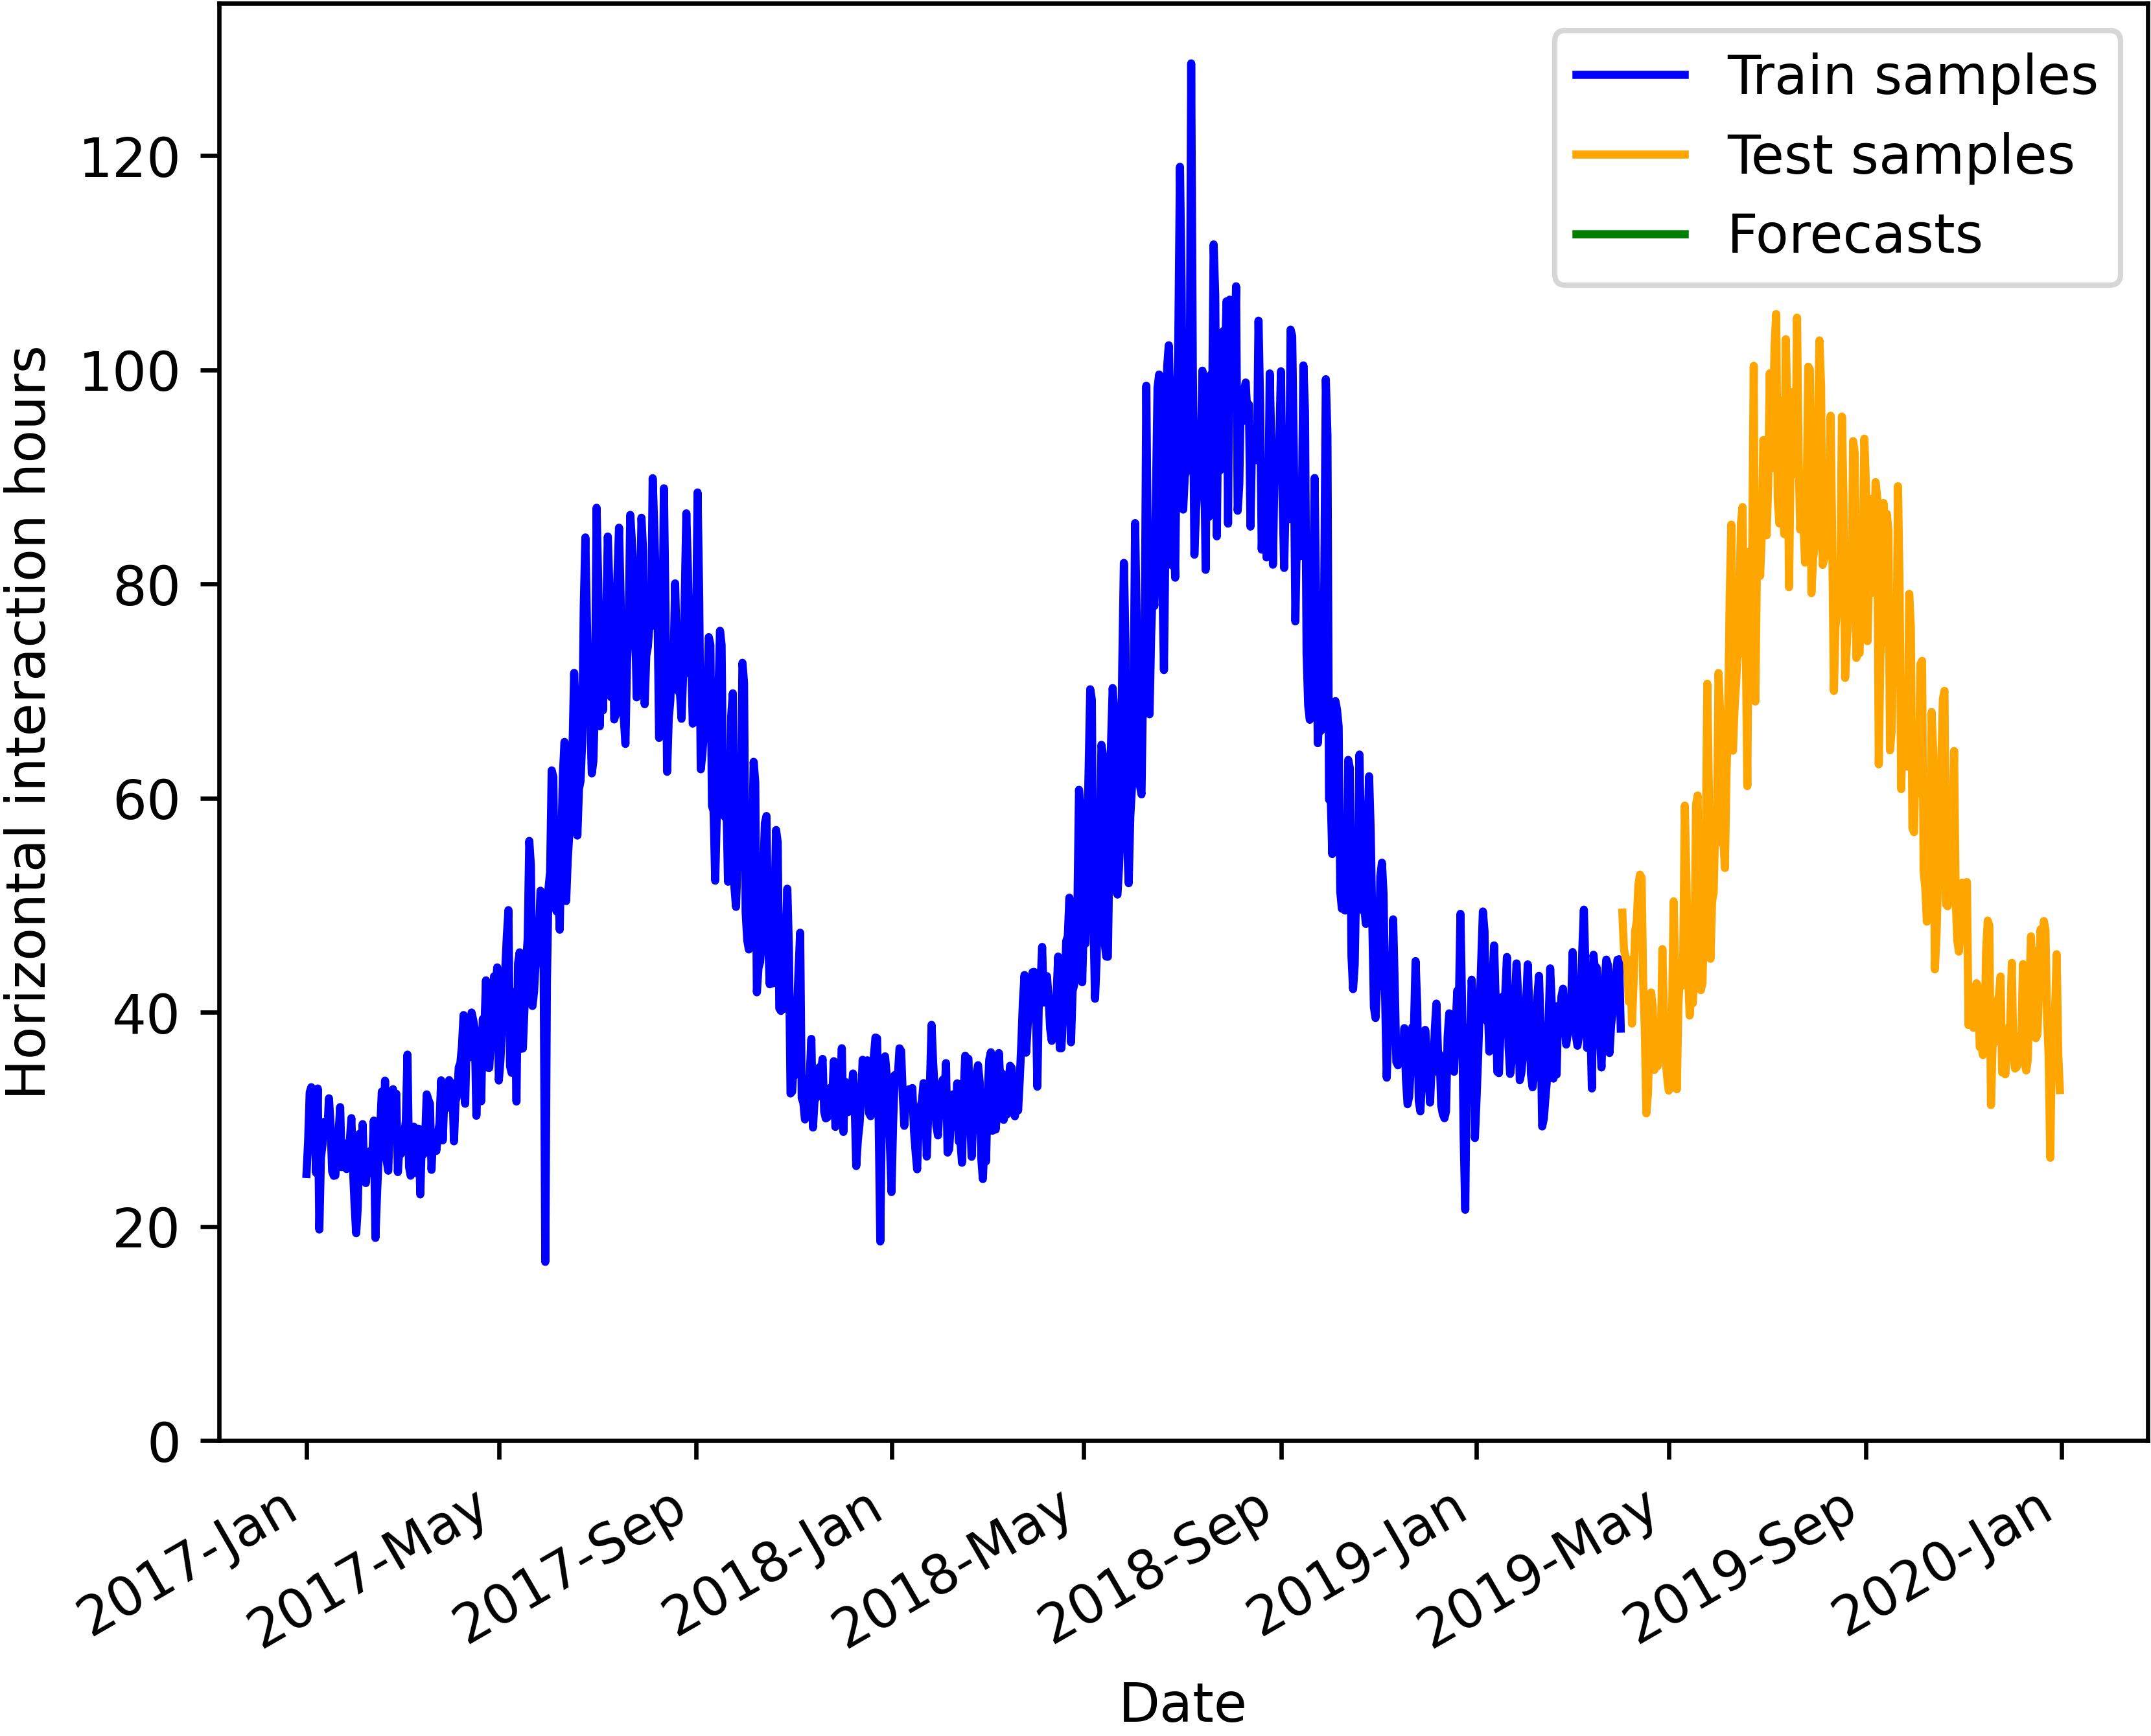 Train samples
Test samples
Forecasts
Horizontal interaction hours
120
100
80
60
40
20
0
2017-Jan
2017-May
2017-Sep
2018-Jan
2018-May
2018-Sep
2019-Jan
2019-May
2019-Sep
2020-Jan
Date